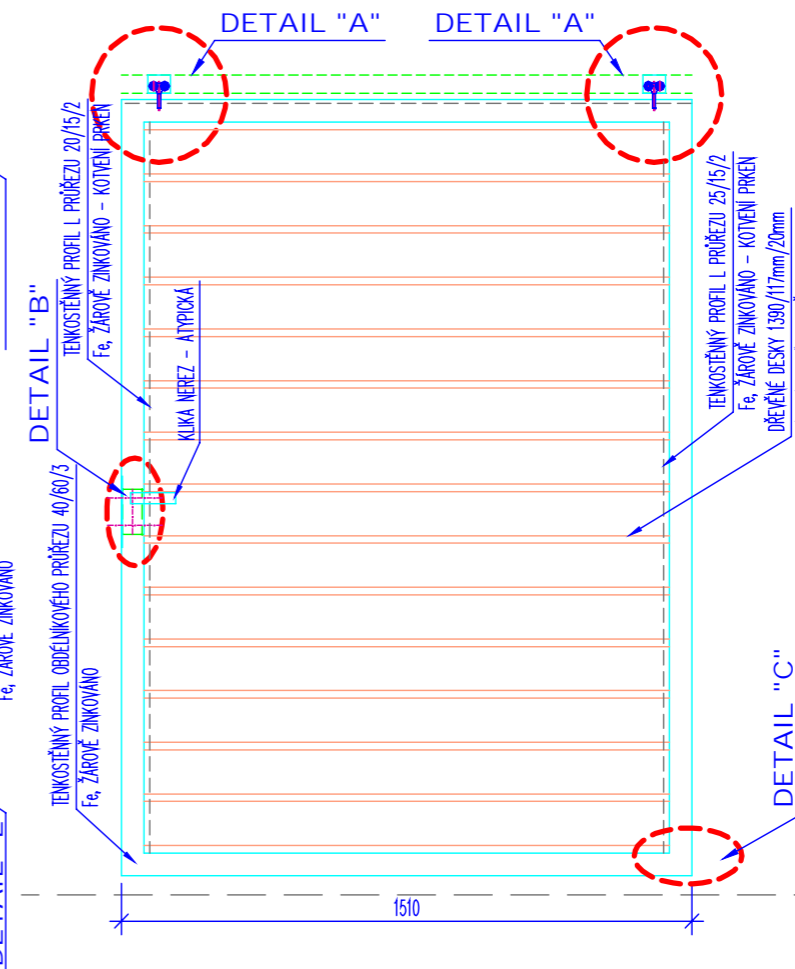 DETAIL "A"
DETAIL "A"
TENKOSTĚNNÝ PROFIL L PRŮŘEZU 20/15/2
Fe, ŽÁROVĚ ZINKOVÁNO - KOTVENÍ PRKEN
DETAIL "B"
KLIKA NEREZ - ATYPICKÁ
TENKOSTĚNNÝ PROFIL OBDÉLNÍKOVÉHO PRŮŘEZU 40/60/3
Fe, ŽÁROVĚ ZINKOVÁNO
Fe, ŽÁROVĚ ZINKOVÁNO
TENKOSTĚNNÝ PROFIL L PRŮŘEZU 25/15/2
Fe, ŽÁROVĚ ZINKOVÁNO - KOTVENÍ PRKEN
DŘEVĚNÉ DESKY 1390/117mm/20mm
DETAIL "C"
DETAIL
1510